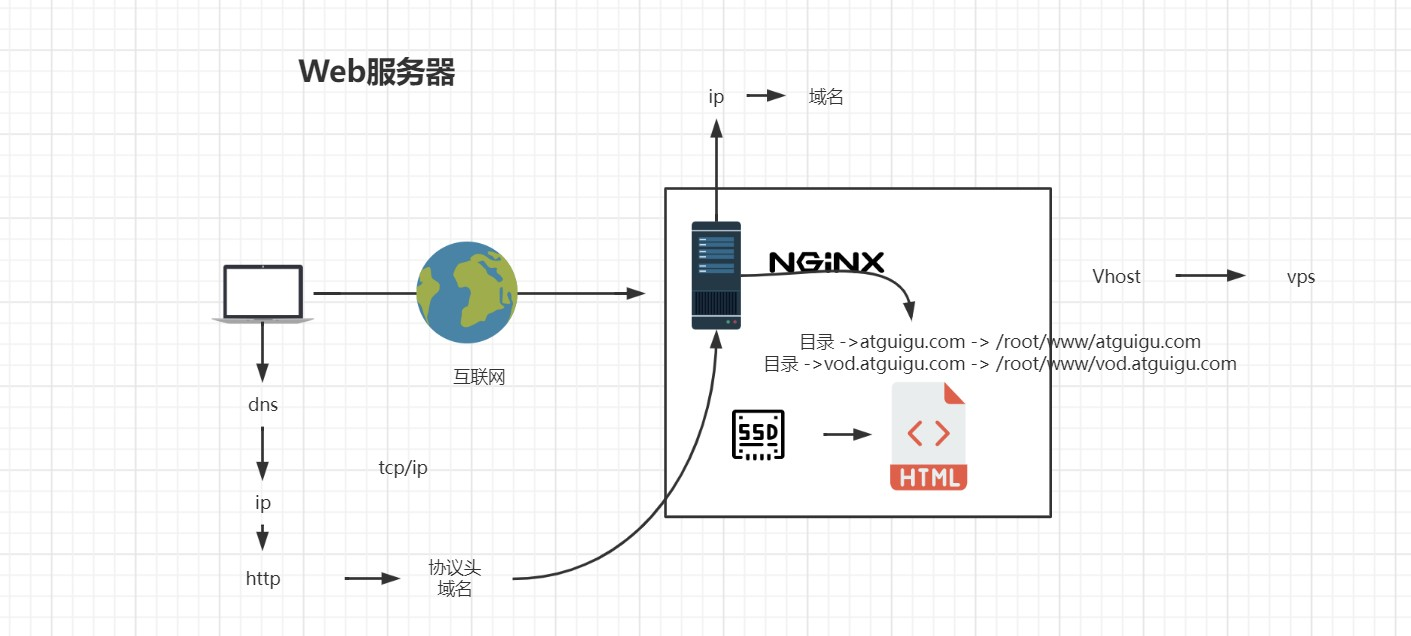 Web服务器
ip
域名
NGiNX
Vhost
vps
目录 ->atguigu.com -> /root/www/atguigu.com
目录 ->vod.atguigu.com -> /root/www/vod.atguigu.com
互联网
dns
SSD
tcp/ip
HTML
ip
http
协议头
域名